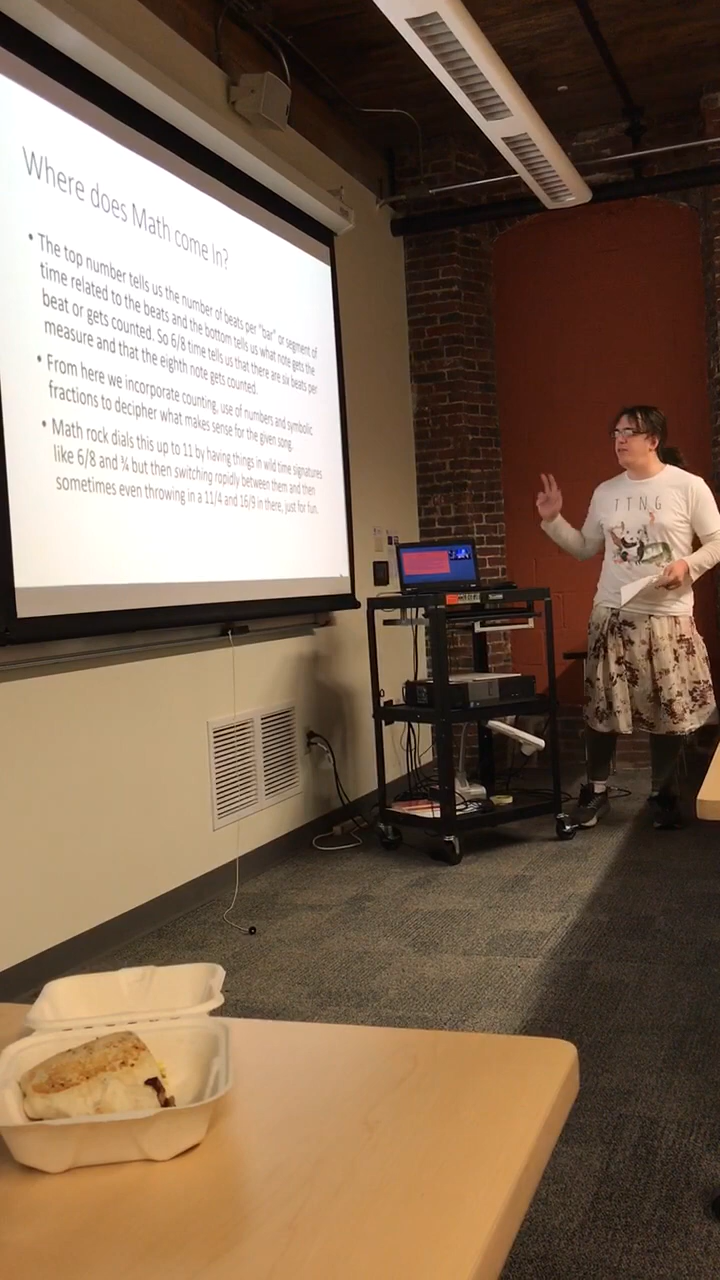 Where does Math come In?
• The top number tells us the number of beats per "bar" or segment of
time related to the beats and the bottom tells us what note gets the
beat or gets counted. So 6/8 time tells us that there are six beats per
measure and that the eighth note gets counted.
• From here we incorporate counting, use of numbers and symbolic
fractions to decipher what makes sense for the given song.
• Math rock dials this up to 11 by having things in wild time signatures
like 6/8 and ¾ but then switching rapidly between them and then
sometimes even throwing in a 11/4 and 16/9 in there, just for fun.
TTNG